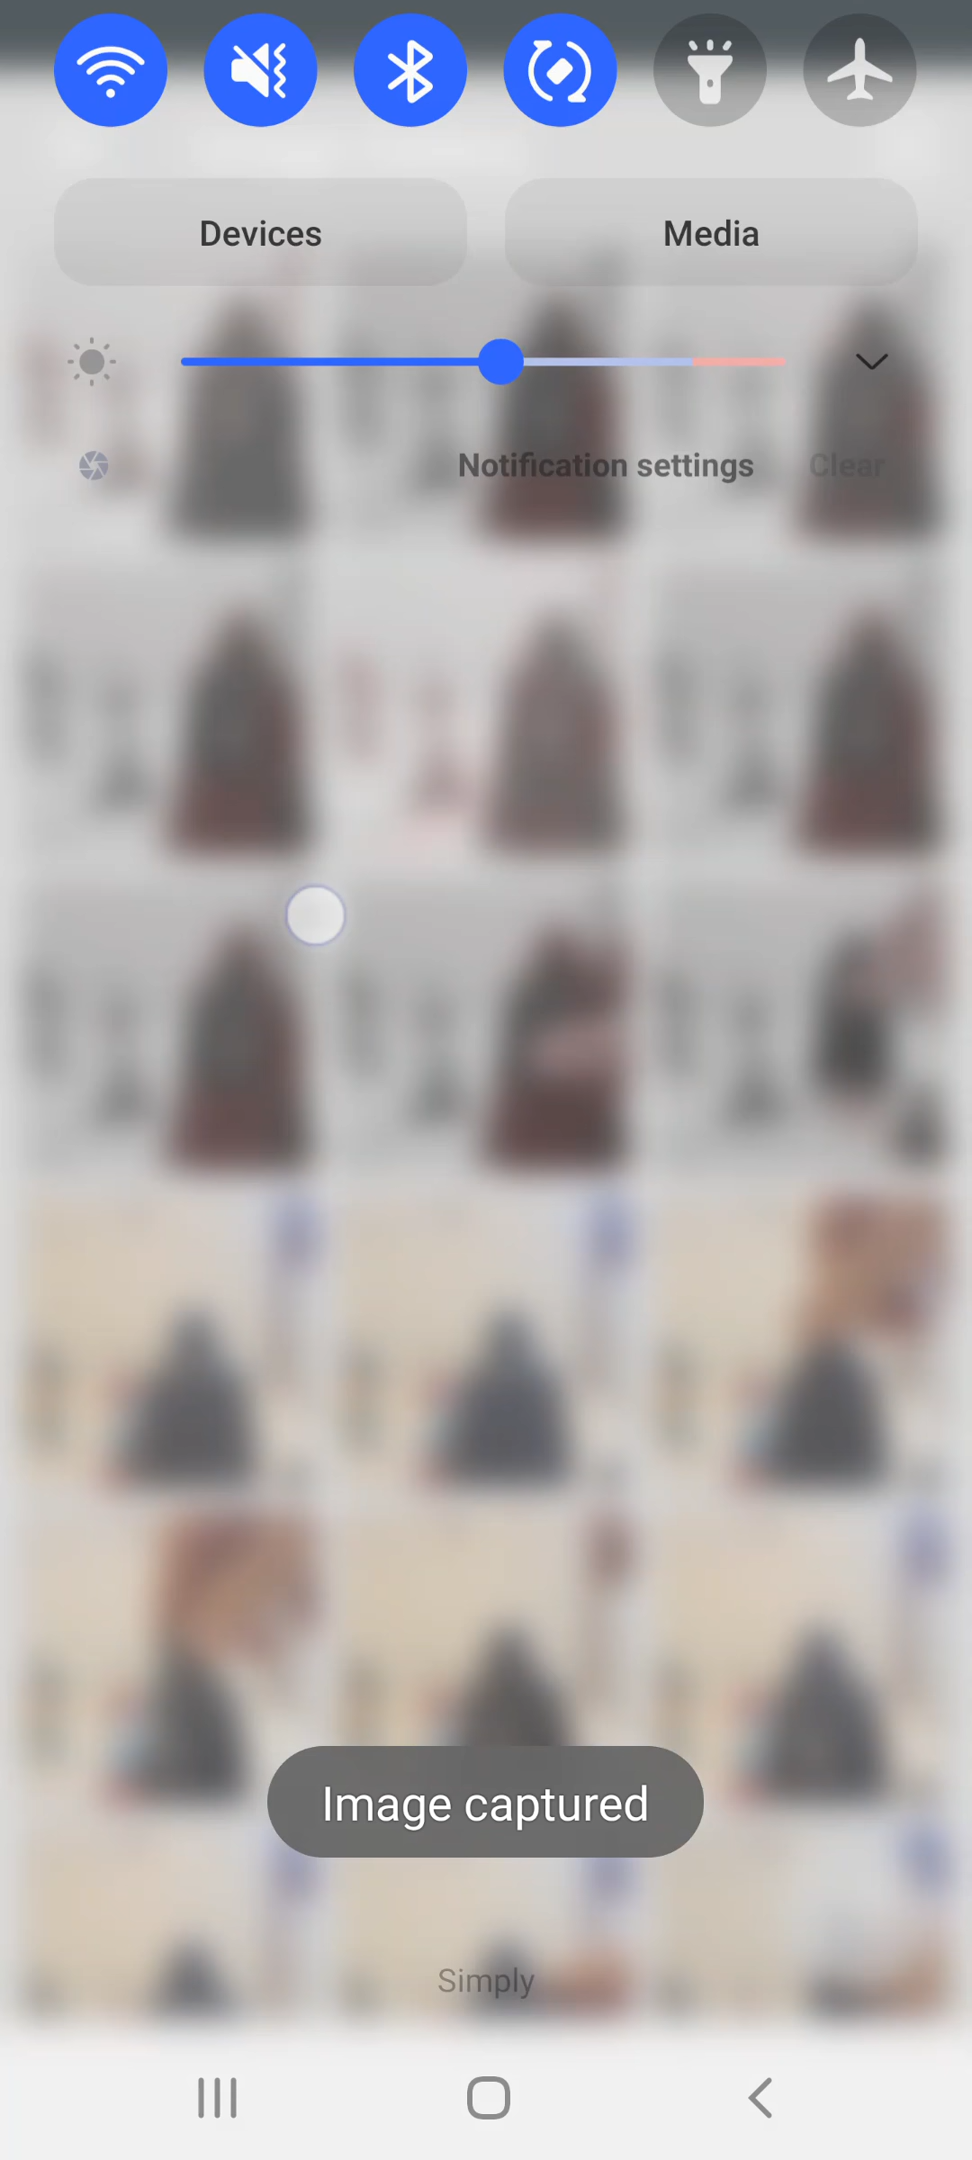 Devices
Media
Notification settings
Clear
Image captured
Simply